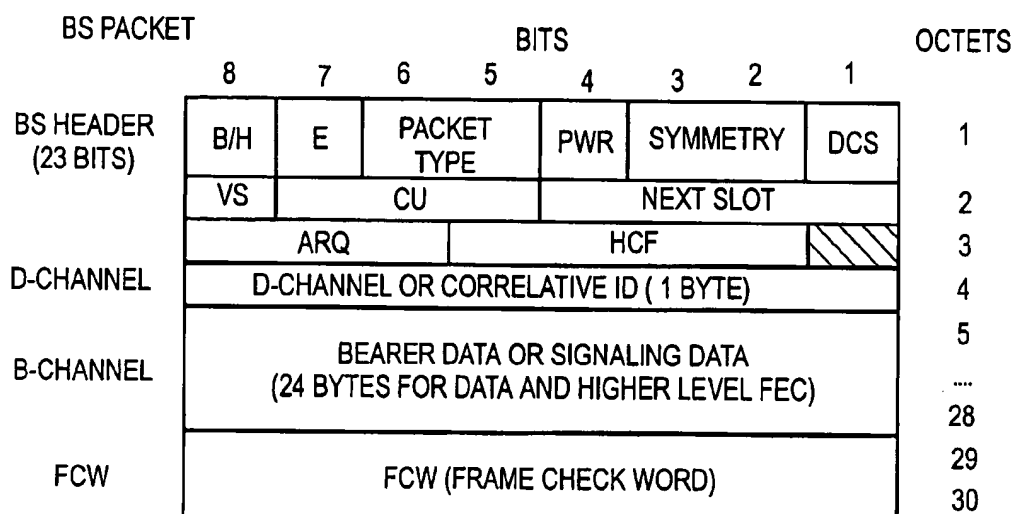 BS PACKET BITS OCTETS
8 7 6 5 4 3 2 1
BS HEADER (23 BITS) B/H E PACKET TYPE PWR SYMMETRY DCS 1
VS CU NEXT SLOT 2
ARQ HCF 3
D-CHANNEL D-CHANNEL OR CORRELATIVE ID ( 1 BYTE) 4
5
B-CHANNEL BEARER DATA OR SIGNALING DATA
(24 BYTES FOR DATA AND HIGHER LEVEL FEC) ....
28
FCW FCW (FRAME CHECK WORD) 29
30